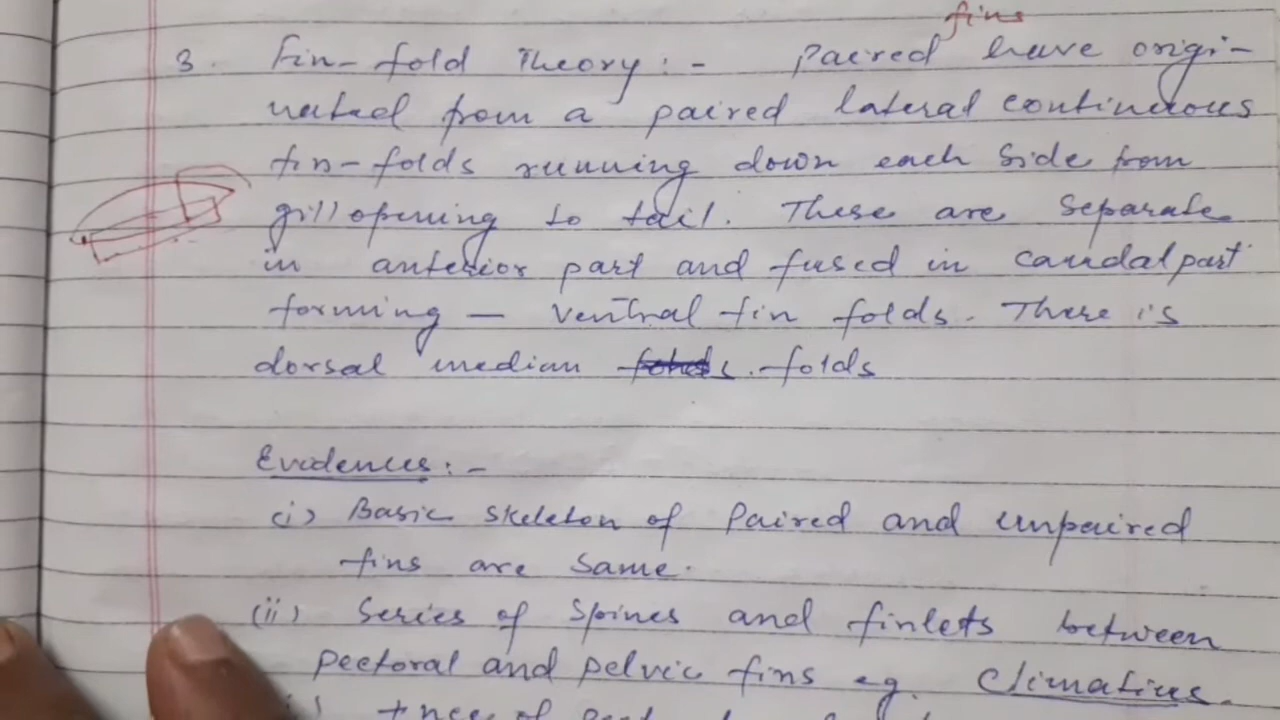 fins
3. Fin-fold Theory:- Paired have origi-
nated from a paired lateral continuous
fin-folds running down each side from
gill opening to tail. These are separate
in anterior part and fused in caudal part
forming — ventral fin folds. There is
dorsal median folds. folds
Evidences:-
(i) Basic skeleton of Paired and unpaired
fins are same.
(ii) Series of Spines and finlets between
pectoral and pelvic fins eg. Climatius.
of